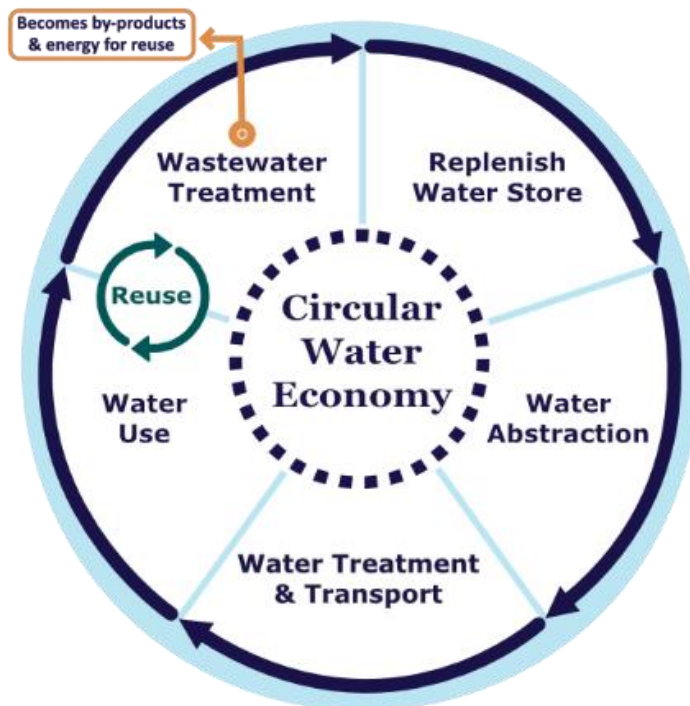 Becomes by-products
& energy for reuse
Wastewater
Treatment
Replenish
Water Store
Reuse
Circular
Water
Economy
Water
Use
Water
Abstraction
Water Treatment
& Transport